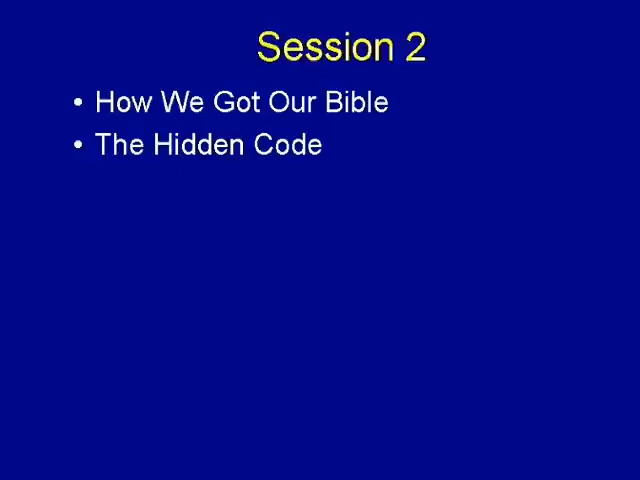 Session 2
• How We Got Our Bible
• The Hidden Code